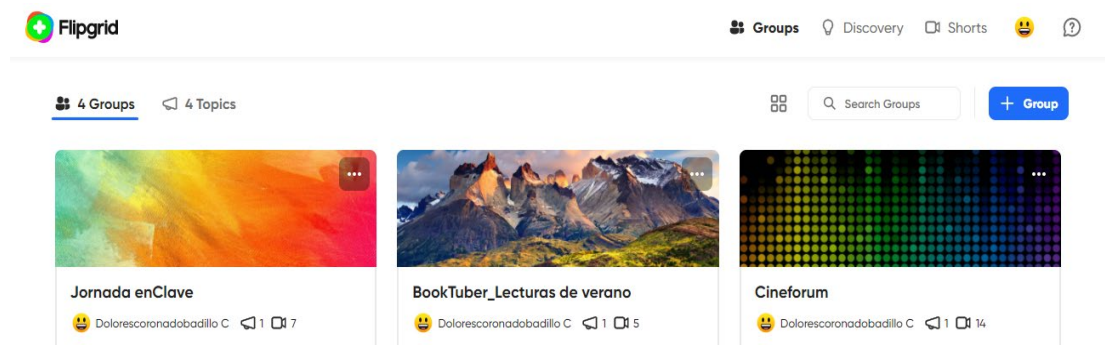 Flipgrid
Groups Discovery Shorts
4 Groups 4 Topics Search Groups + Group
Jornada enClave BookTuber_Lecturas de verano Cineforum
Dolorescoronadobadillo C 1 7 Dolorescoronadobadillo C 1 5 Dolorescoronadobadillo C 1 14